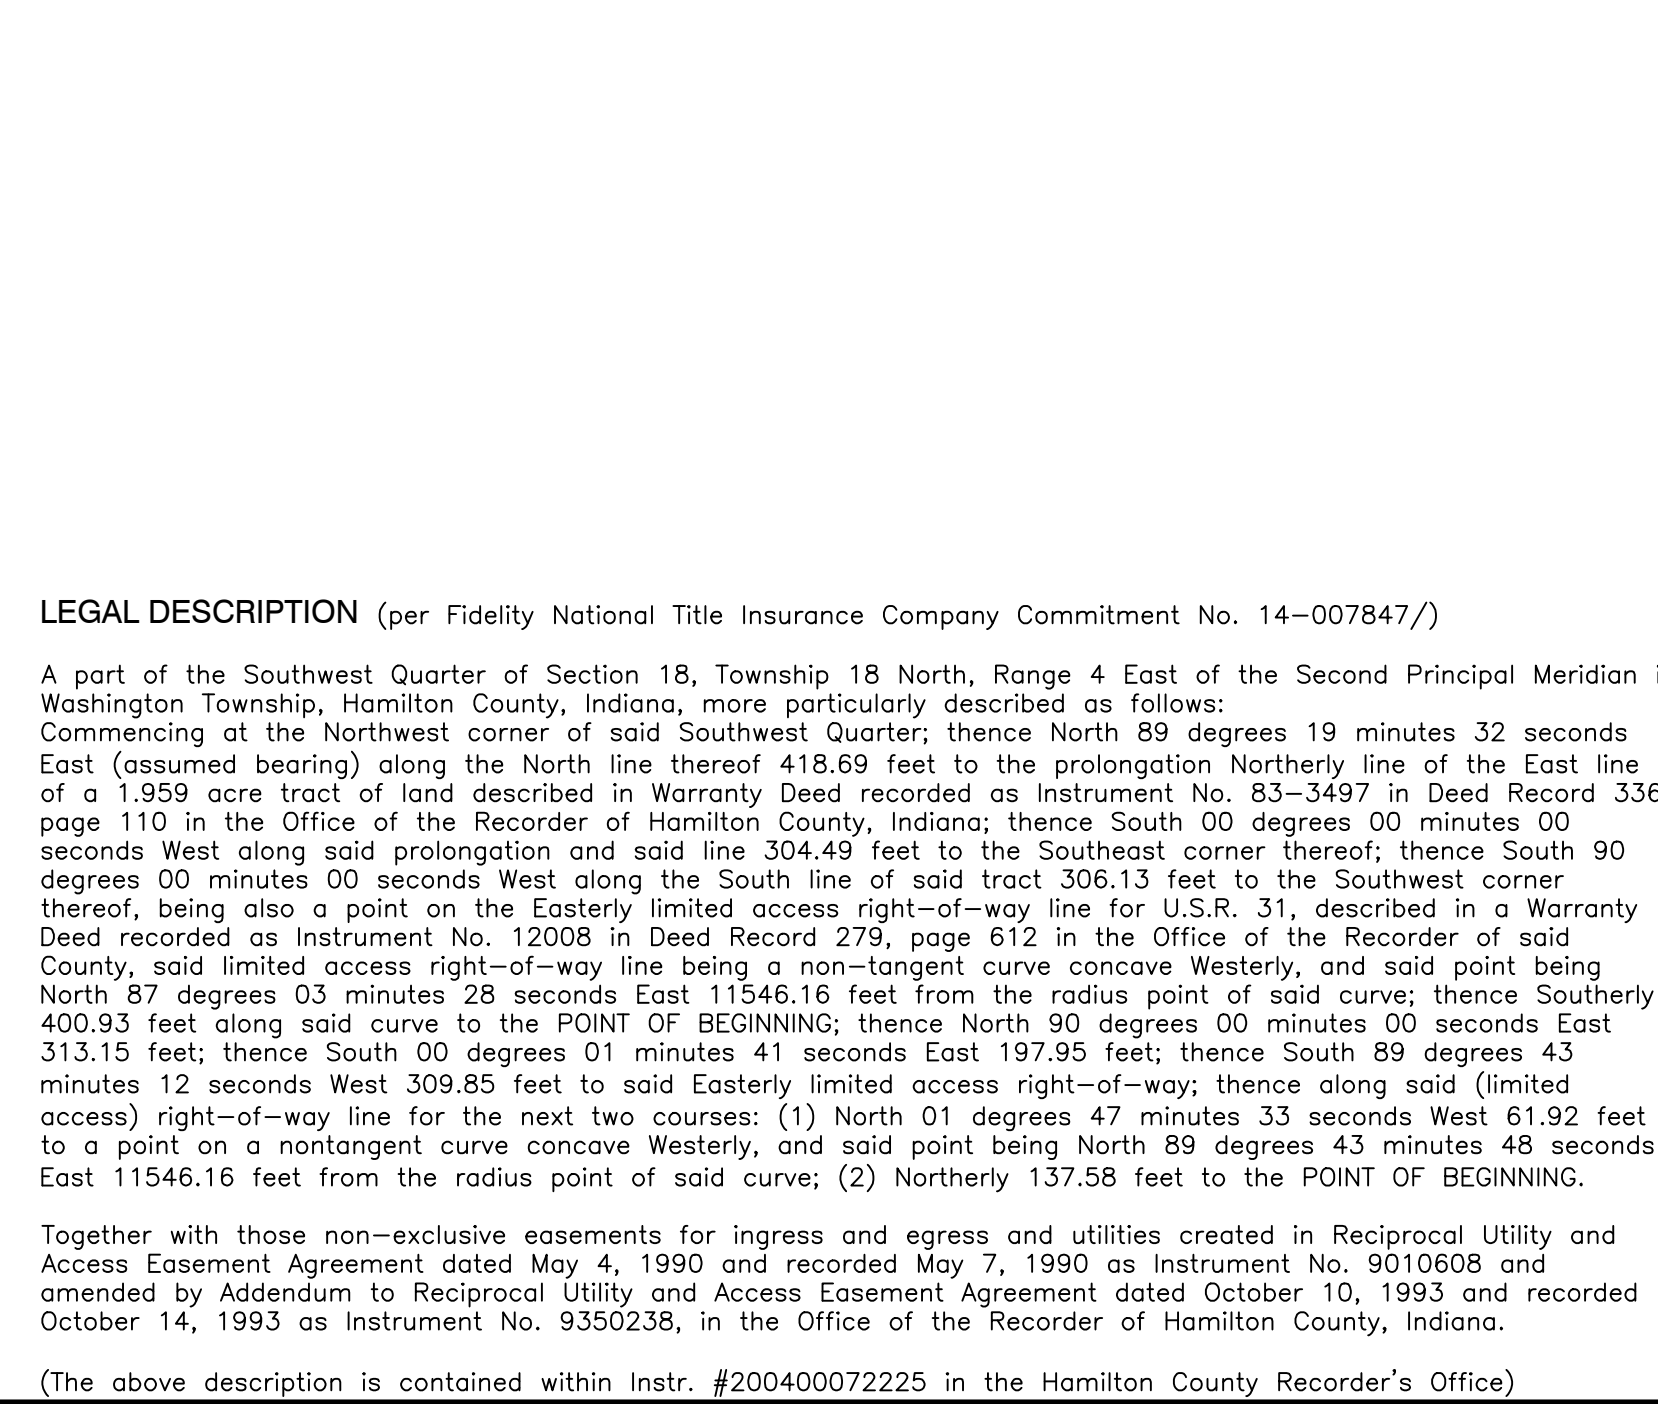 LEGAL DESCRIPTION (per Fidelity National Title Insurance Company Commitment No. 14-007847/)
A part of the Southwest Quarter of Section 18, Township 18 North, Range 4 East of the Second Principal Meridian
Washington Township, Hamilton County, Indiana, more particularly described as follows:
Commencing at the Northwest corner of said Southwest Quarter; thence North 89 degrees 19 minutes 32 seconds
East (assumed bearing) along the North line thereof 418.69 feet to the prolongation Northerly line of the East line
of a 1.959 acre tract of land described in Warranty Deed recorded as Instrument No. 83-3497 in Deed Record 336
page 110 in the Office of the Recorder of Hamilton County, Indiana; thence South 00 degrees 00 minutes 00
seconds West along said prolongation and said line 304.49 feet to the Southeast corner thereof; thence South 90
degrees 00 minutes 00 seconds West along the South line of said tract 306.13 feet to the Southwest corner
thereof, being also a point on the Easterly limited access right-of-way line for U.S.R. 31, described in a Warranty
Deed recorded as Instrument No. 12008 in Deed Record 279, page 612 in the Office of the Recorder of said
County, said limited access right-of-way line being a non-tangent curve concave Westerly, and said point being
North 87 degrees 03 minutes 28 seconds East 11546.16 feet from the radius point of said curve; thence Southerly
400.93 feet along said curve to the POINT OF BEGINNING; thence North 90 degrees 00 minutes 00 seconds East
313.15 feet; thence South 00 degrees 01 minutes 41 seconds East 197.95 feet; thence South 89 degrees 43
minutes 12 seconds West 309.85 feet to said Easterly limited access right-of-way; thence along said (limited
access) right-of-way line for the next two courses: (1) North 01 degrees 47 minutes 33 seconds West 61.92 feet
to a point on a nontangent curve concave Westerly, and said point being North 89 degrees 43 minutes 48 seconds
East 11546.16 feet from the radius point of said curve; (2) Northerly 137.58 feet to the POINT OF BEGINNING.
Together with those non-exclusive easements for ingress and egress and utilities created in Reciprocal Utility and
Access Easement Agreement dated May 4, 1990 and recorded May 7, 1990 as Instrument No. 9010608 and
amended by Addendum to Reciprocal Utility and Access Easement Agreement dated October 10, 1993 and recorded
October 14, 1993 as Instrument No. 9350238, in the Office of the Recorder of Hamilton County, Indiana.
(The above description is contained within Instr. #200400072225 in the Hamilton County Recorder's Office)